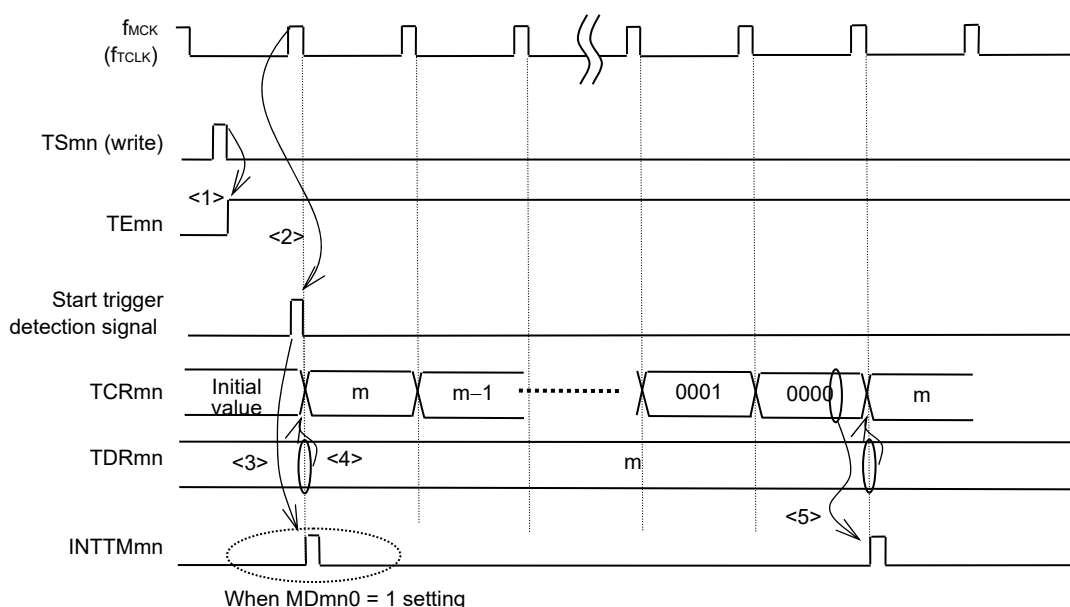 fMCK
(fTCLK)
TSmn (write)
<1>
TEmn
<2>
Start trigger
detection signal
TCRmn
Initial
value
m
m−1
0001
0000
m
TDRmn
<3>
<4>
m
<5>
INTTMmn
When MDmn0 = 1 setting